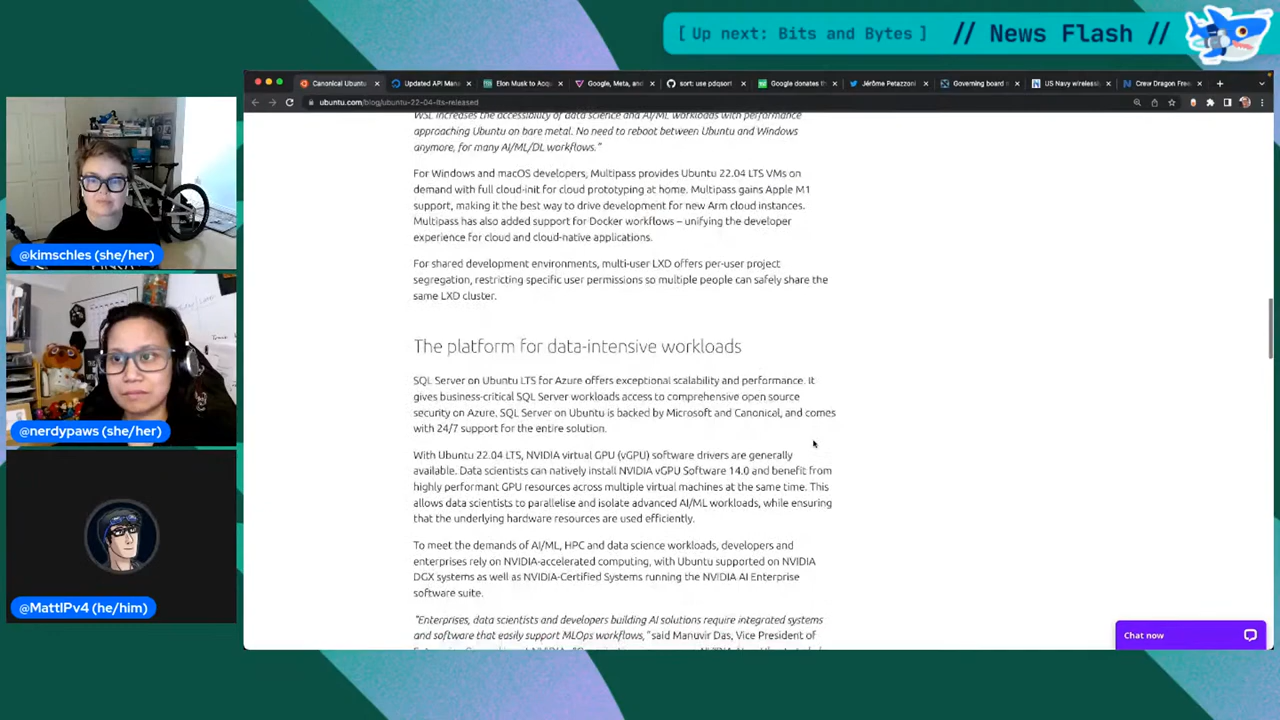 [ Up next: Bits and Bytes ] // News Flash //
Canonical Ubuntu
Updated API Man
Elon Musk to Acqu
Google, Meta, and
sort: use pdqsort
Google donates th
Jérôme Petazzoni
Governing board
US Navy wireless
Crew Dragon Free
ubuntu.com/blog/ubuntu-22-04-lts-released
WSL increases the accessibility of data science and AI/ML workloads with performance
approaching Ubuntu on bare metal. No need to reboot between Ubuntu and Windows
anymore, for many AI/ML/DL workflows."
For Windows and macOS developers, Multipass provides Ubuntu 22.04 LTS VMs on
demand with full cloud-init for cloud prototyping at home. Multipass gains Apple M1
support, making it the best way to drive development for new Arm cloud instances.
Multipass has also added support for Docker workflows – unifying the developer
experience for cloud and cloud-native applications.
For shared development environments, multi-user LXD offers per-user project
segregation, restricting specific user permissions so multiple people can safely share the
same LXD cluster.
The platform for data-intensive workloads
SQL Server on Ubuntu LTS for Azure offers exceptional scalability and performance. It
gives business-critical SQL Server workloads access to comprehensive open source
security on Azure. SQL Server on Ubuntu is backed by Microsoft and Canonical, and comes
with 24/7 support for the entire solution.
With Ubuntu 22.04 LTS, NVIDIA virtual GPU (vGPU) software drivers are generally
available. Data scientists can natively install NVIDIA vGPU Software 14.0 and benefit from
highly performant GPU resources across multiple virtual machines at the same time. This
allows data scientists to parallelise and isolate advanced AI/ML workloads, while ensuring
that the underlying hardware resources are used efficiently.
To meet the demands of AI/ML, HPC and data science workloads, developers and
enterprises rely on NVIDIA-accelerated computing, with Ubuntu supported on NVIDIA
DGX systems as well as NVIDIA-Certified Systems running the NVIDIA AI Enterprise
software suite.
"Enterprises, data scientists and developers building AI solutions require integrated systems
and software that easily support MLOps workflows," said Manuvir Das, Vice President of
Chat now
@kimschles (she/her)
@nerdypaws (she/her)
@MattIPv4 (he/him)